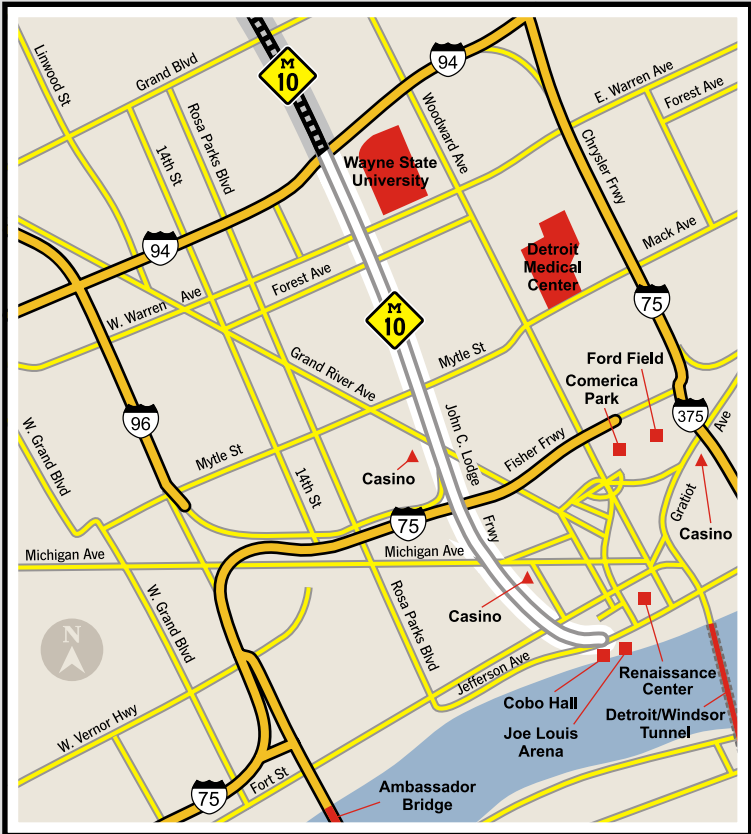 Linwood St
Grand Blvd
M
10
94
Woodward Ave
E. Warren Ave
Forest Ave
Rosa Parks Blvd
14th St
Wayne State
University
Chrysler Frwy
94
Detroit
Medical
Center
Mack Ave
W. Warren Ave
Forest Ave
M
10
75
Grand River Ave
Mytle St
Ford Field
Comerica
Park
96
375
W. Grand Blvd
Mytle St
John C. Lodge
Frwy
Fisher Frwy
Gratiot
Ave
Casino
14th St
75
Casino
Michigan Ave
Michigan Ave
W. Grand Blvd
Rosa Parks Blvd
Casino
N
Jefferson Ave
Renaissance
Center
Cobo Hall
Detroit/Windsor
Tunnel
Joe Louis
Arena
W. Vernor Hwy
Fort St
75
Ambassador
Bridge